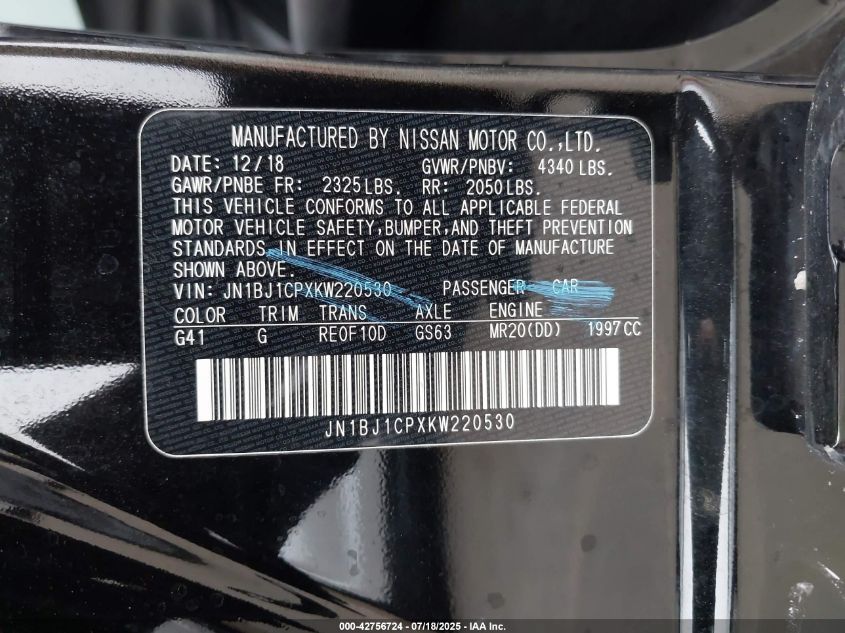 MANUFACTURED BY NISSAN MOTOR CO.,LTD.
DATE: 12/18 GVWR/PNBV: 4340 LBS.
GAWR/PNBE FR: 2325 LBS. RR: 2050 LBS.
THIS VEHICLE CONFORMS TO ALL APPLICABLE FEDERAL
MOTOR VEHICLE SAFETY,BUMPER,AND THEFT PREVENTION
STANDARDS IN EFFECT ON THE DATE OF MANUFACTURE
SHOWN ABOVE.
VIN: JN1BJ1CPXKW220530 PASSENGER CAR
COLOR TRIM TRANS AXLE ENGINE
G41 G RE0F10D GS63 MR20(DD) 1997CC
JN1BJ1CPXKW220530
000-42756724 | 07/18/2025 - IAA Inc.